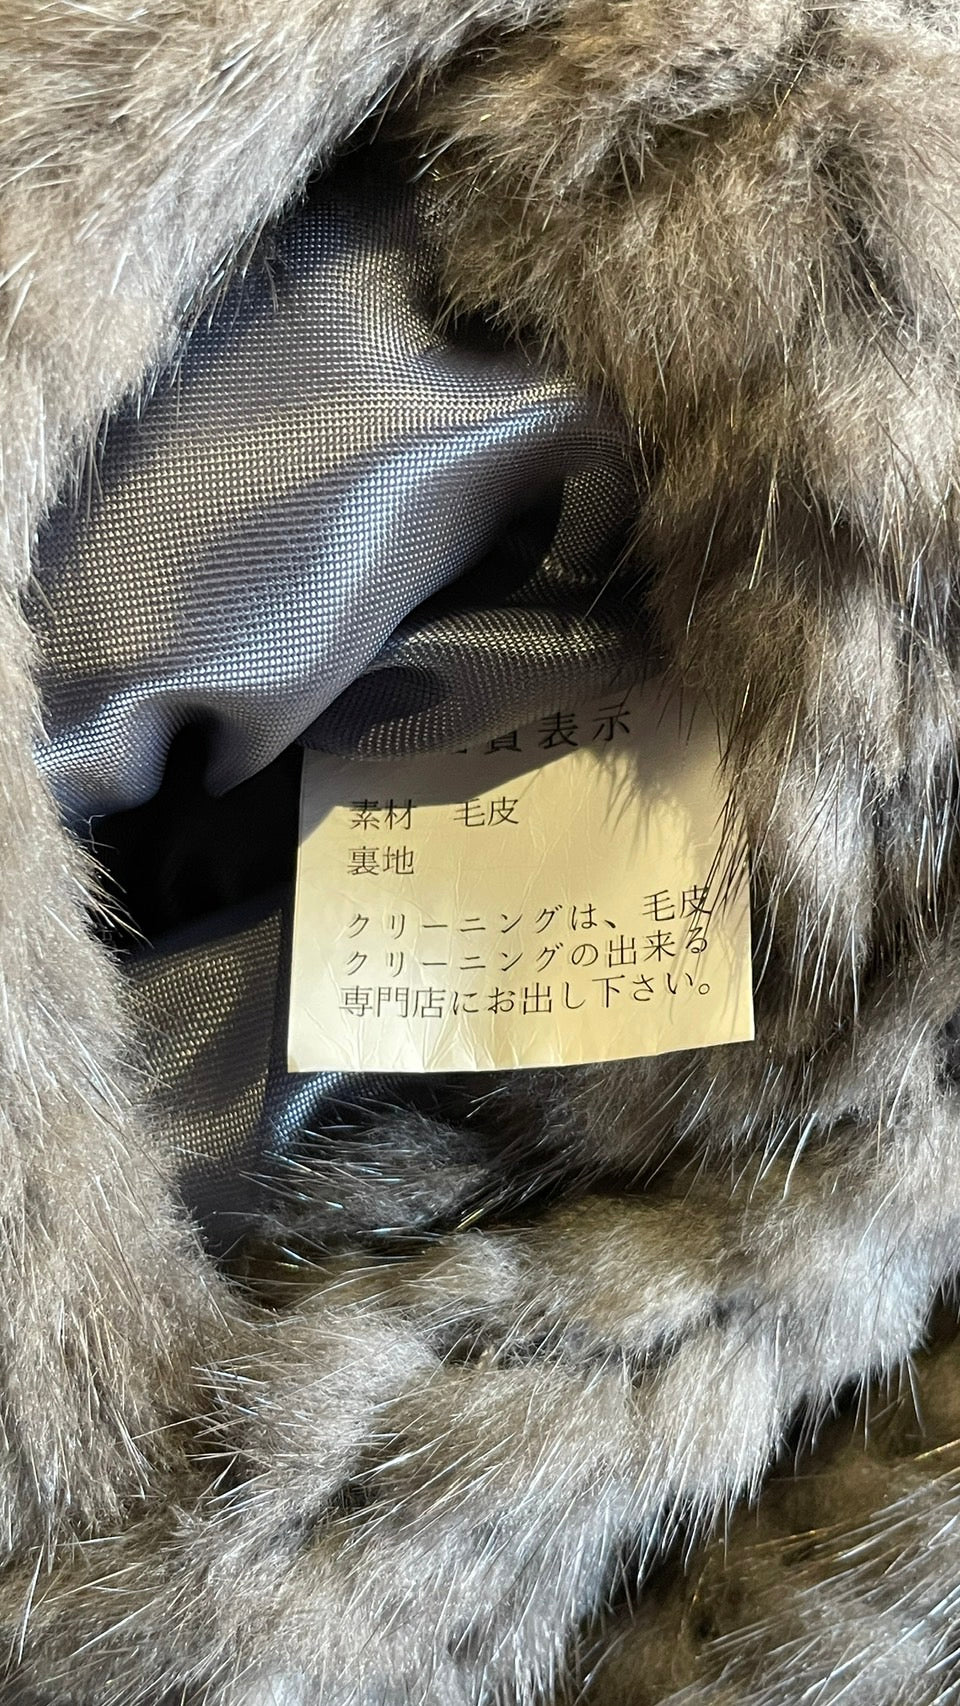 質表示
素材 毛皮
裏地
クリーニングは、毛皮
クリーニングの出来る
専門店にお出し下さい。